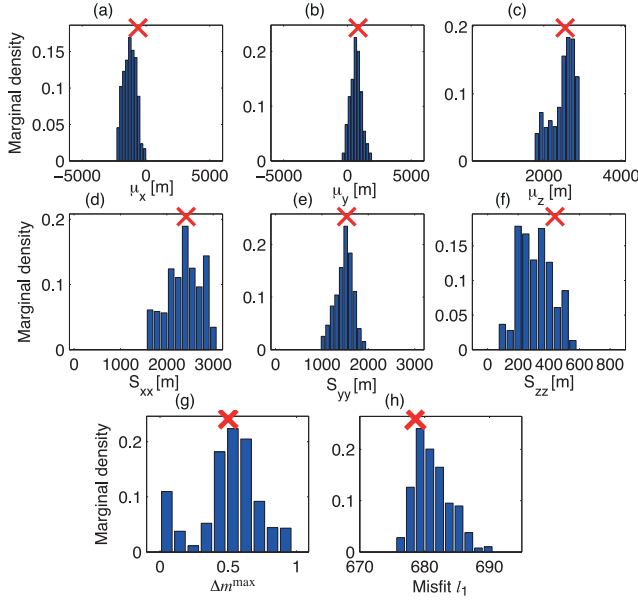 (a) (b) (c)
Marginal density
0.15
0.1
0.05
0
−5000 0 5000
μx [m]
0.2
0.1
0
−5000 0 5000
μy [m]
0.2
0.1
0
0 2000 4000
μz [m]
(d) (e) (f)
Marginal density
0.2
0.1
0
0 1000 2000 3000
Sxx [m]
0.2
0.1
0
0 1000 2000 3000
Syy [m]
0.15
0.1
0.05
0
0 200 400 600 800
Szz [m]
(g) (h)
Marginal density
0.2
0.1
0
0 0.5 1
Δm^max
0.2
0.1
0
670 680 690
Misfit l1